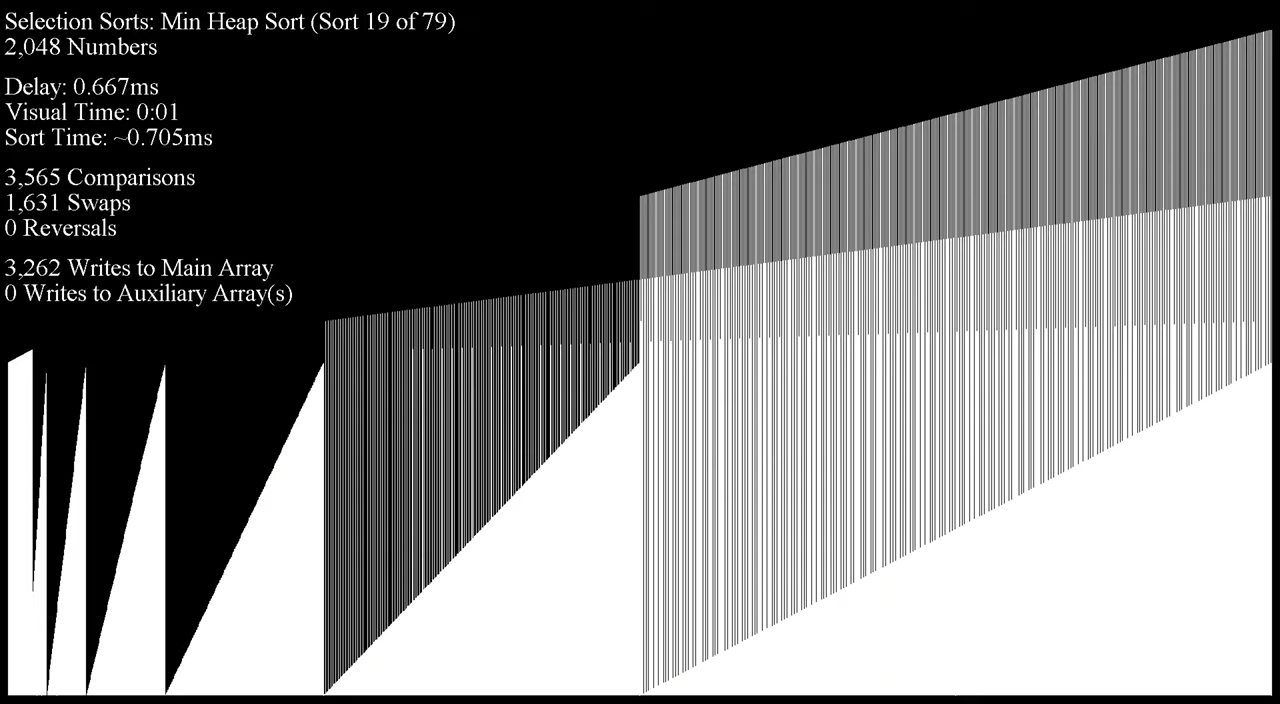 Selection Sorts: Min Heap Sort (Sort 19 of 79)
2,048 Numbers
Delay: 0.667ms
Visual Time: 0:01
Sort Time: ~0.705ms
3,565 Comparisons
1,631 Swaps
0 Reversals
3,262 Writes to Main Array
0 Writes to Auxiliary Array(s)